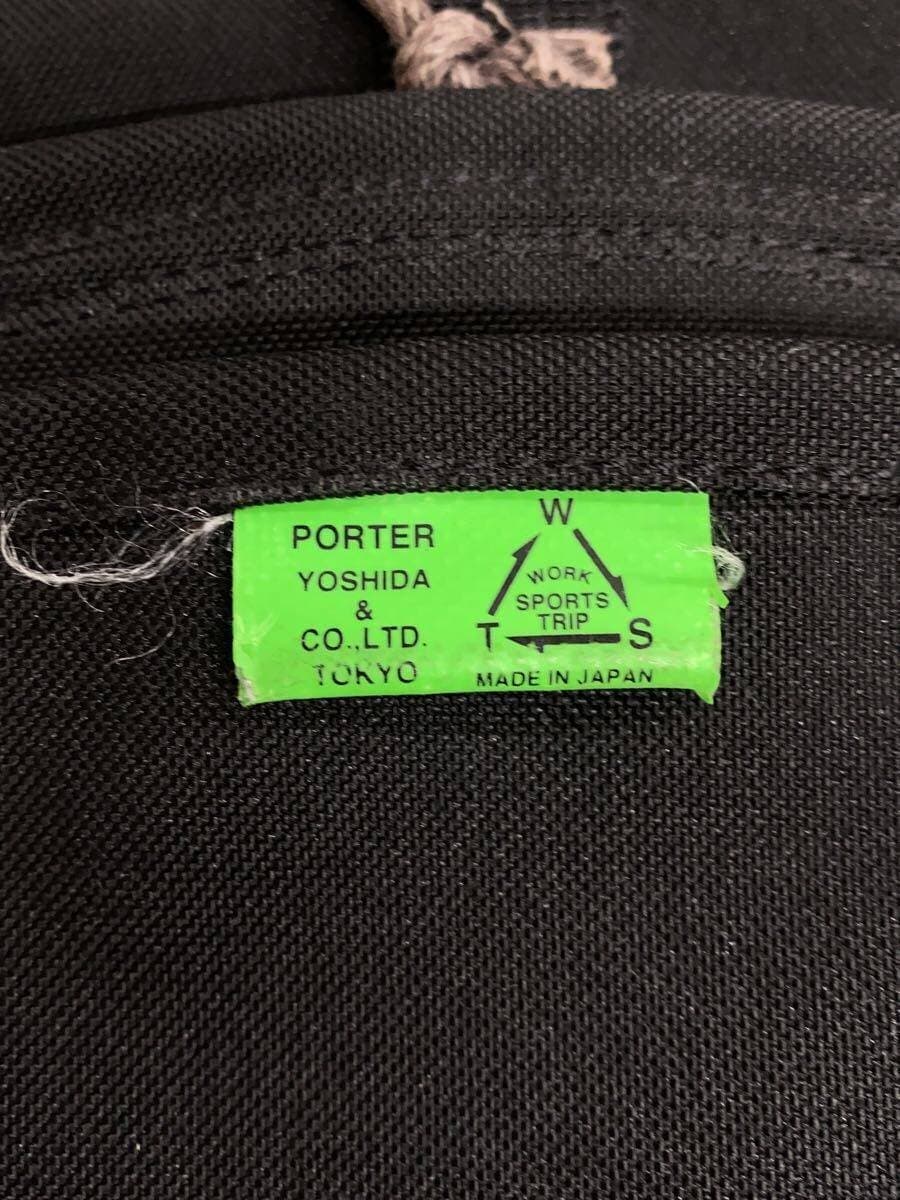 PORTER
YOSHIDA
&
CO.,LTD.
TOKYO
W
WORK
SPORTS
TRIP
T S
MADE IN JAPAN